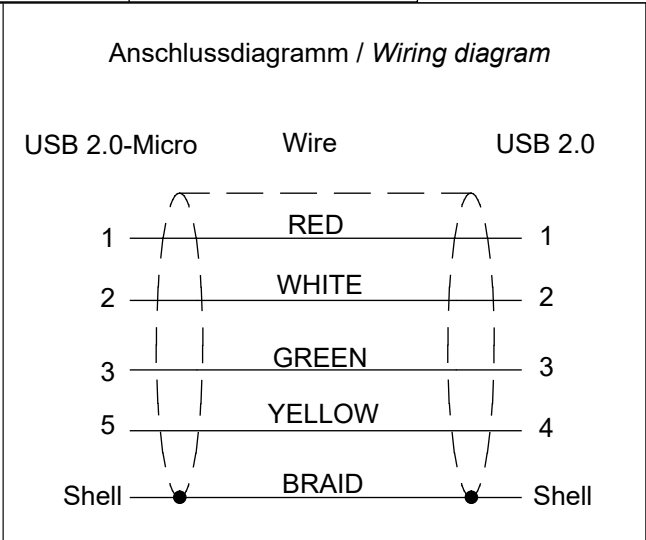 Anschlussdiagramm / Wiring diagram
USB 2.0-Micro Wire USB 2.0
1 RED 1
2 WHITE 2
3 GREEN 3
5 YELLOW 4
Shell BRAID Shell